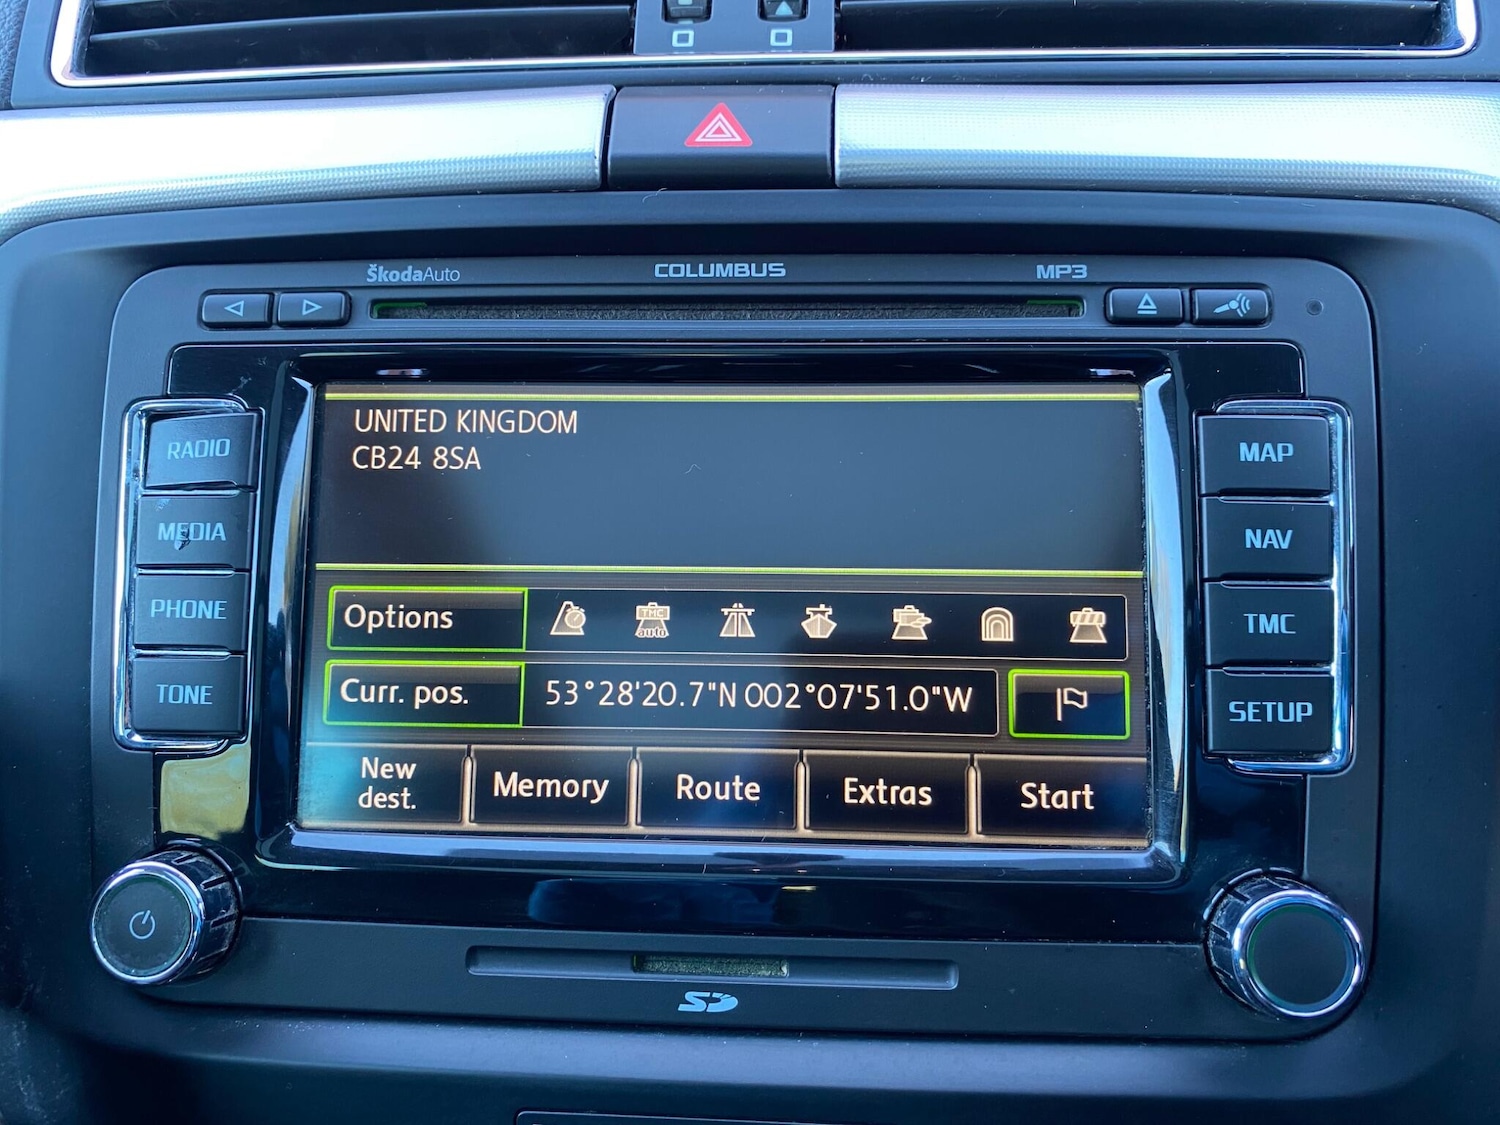 ŠkodaAuto COLUMBUS MP3
RADIO
MEDIA
PHONE
TONE
UNITED KINGDOM
CB24 8SA
Options TMC auto
Curr. pos. 53°28'20.7"N 002°07'51.0"W
New dest. Memory Route Extras Start
MAP
NAV
TMC
SETUP
SD